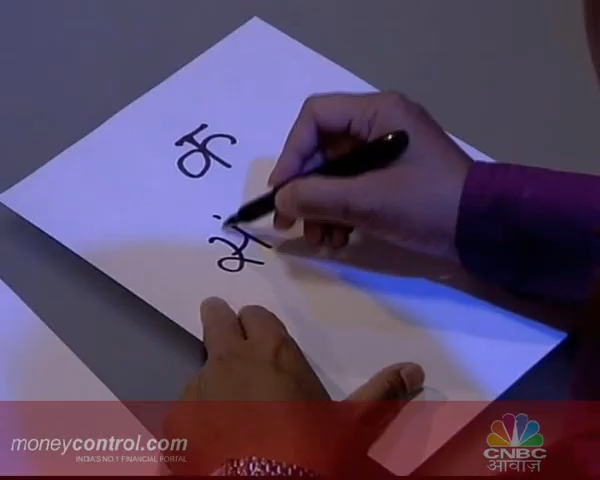 क
moneycontrol.com
INDIA'S NO.1 FINANCIAL PORTAL
CNBC
आवाज़